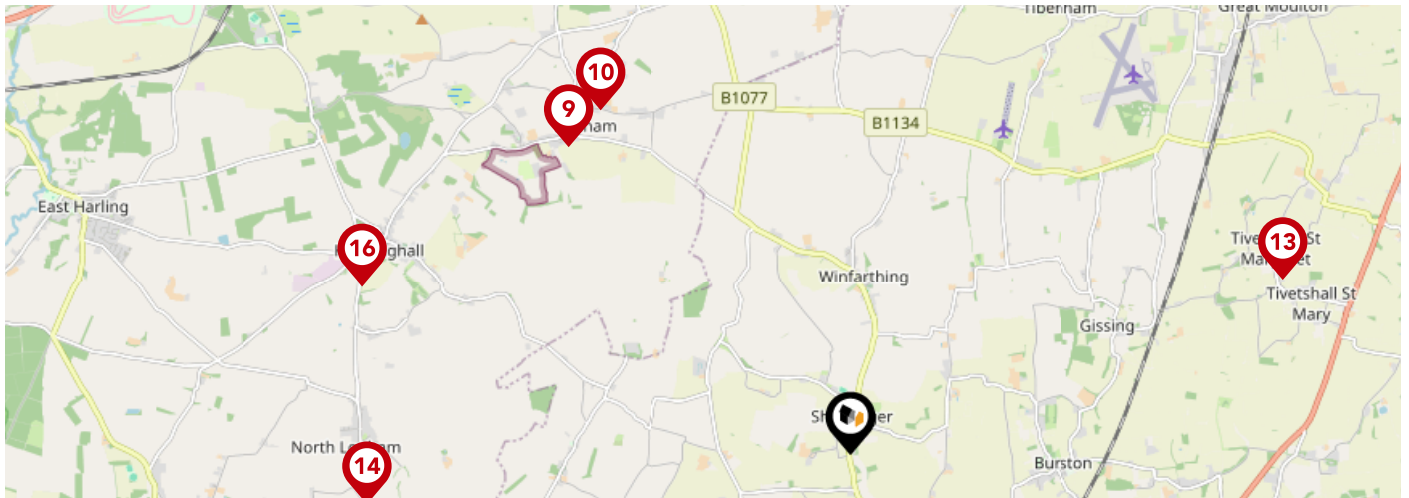 Tibenham
Great Moulton
10
B1077
9
B1134
East Harling
16
13
Winfarthing
Tivetshall St
Mary
Gissing
North
14
Burston